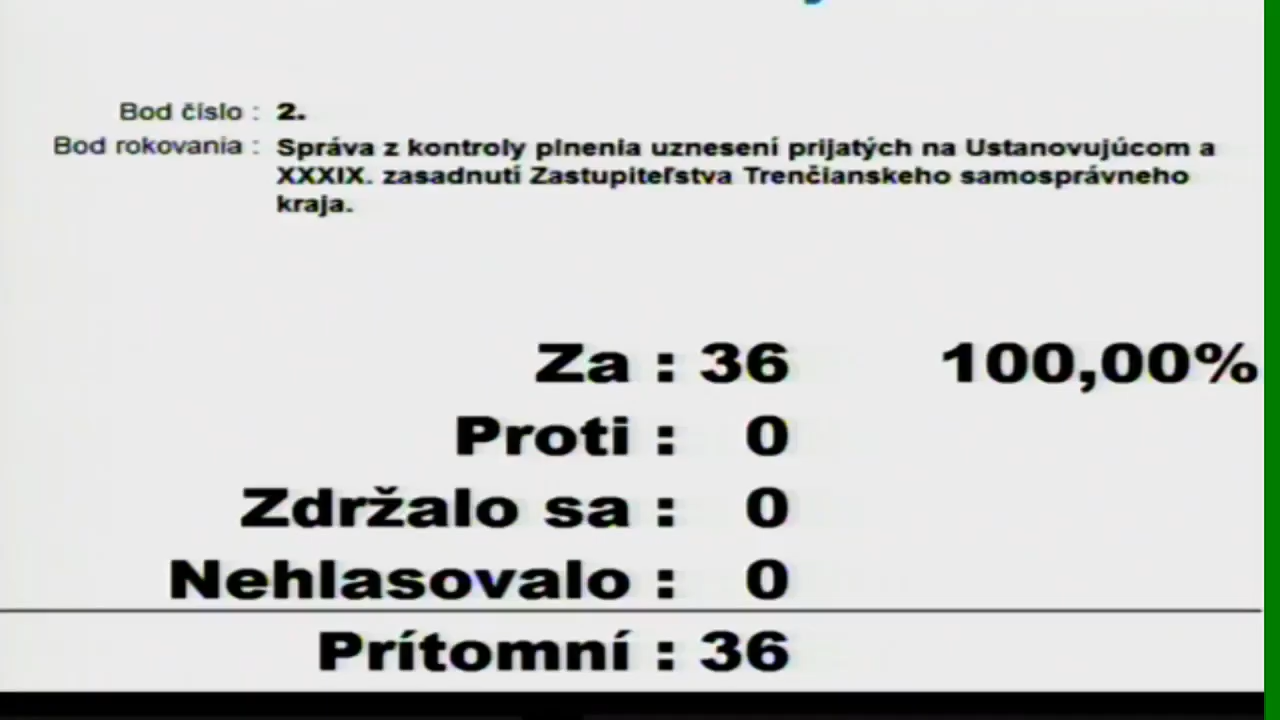 Bod číslo : 2.
Bod rokovania : Správa z kontroly plnenia uznesení prijatých na Ustanovujúcom a
XXXIX. zasadnutí Zastupiteľstva Trenčianskeho samosprávneho
kraja.
Za : 36 100,00%
Proti : 0
Zdržalo sa : 0
Nehlasovalo : 0
Prítomní : 36